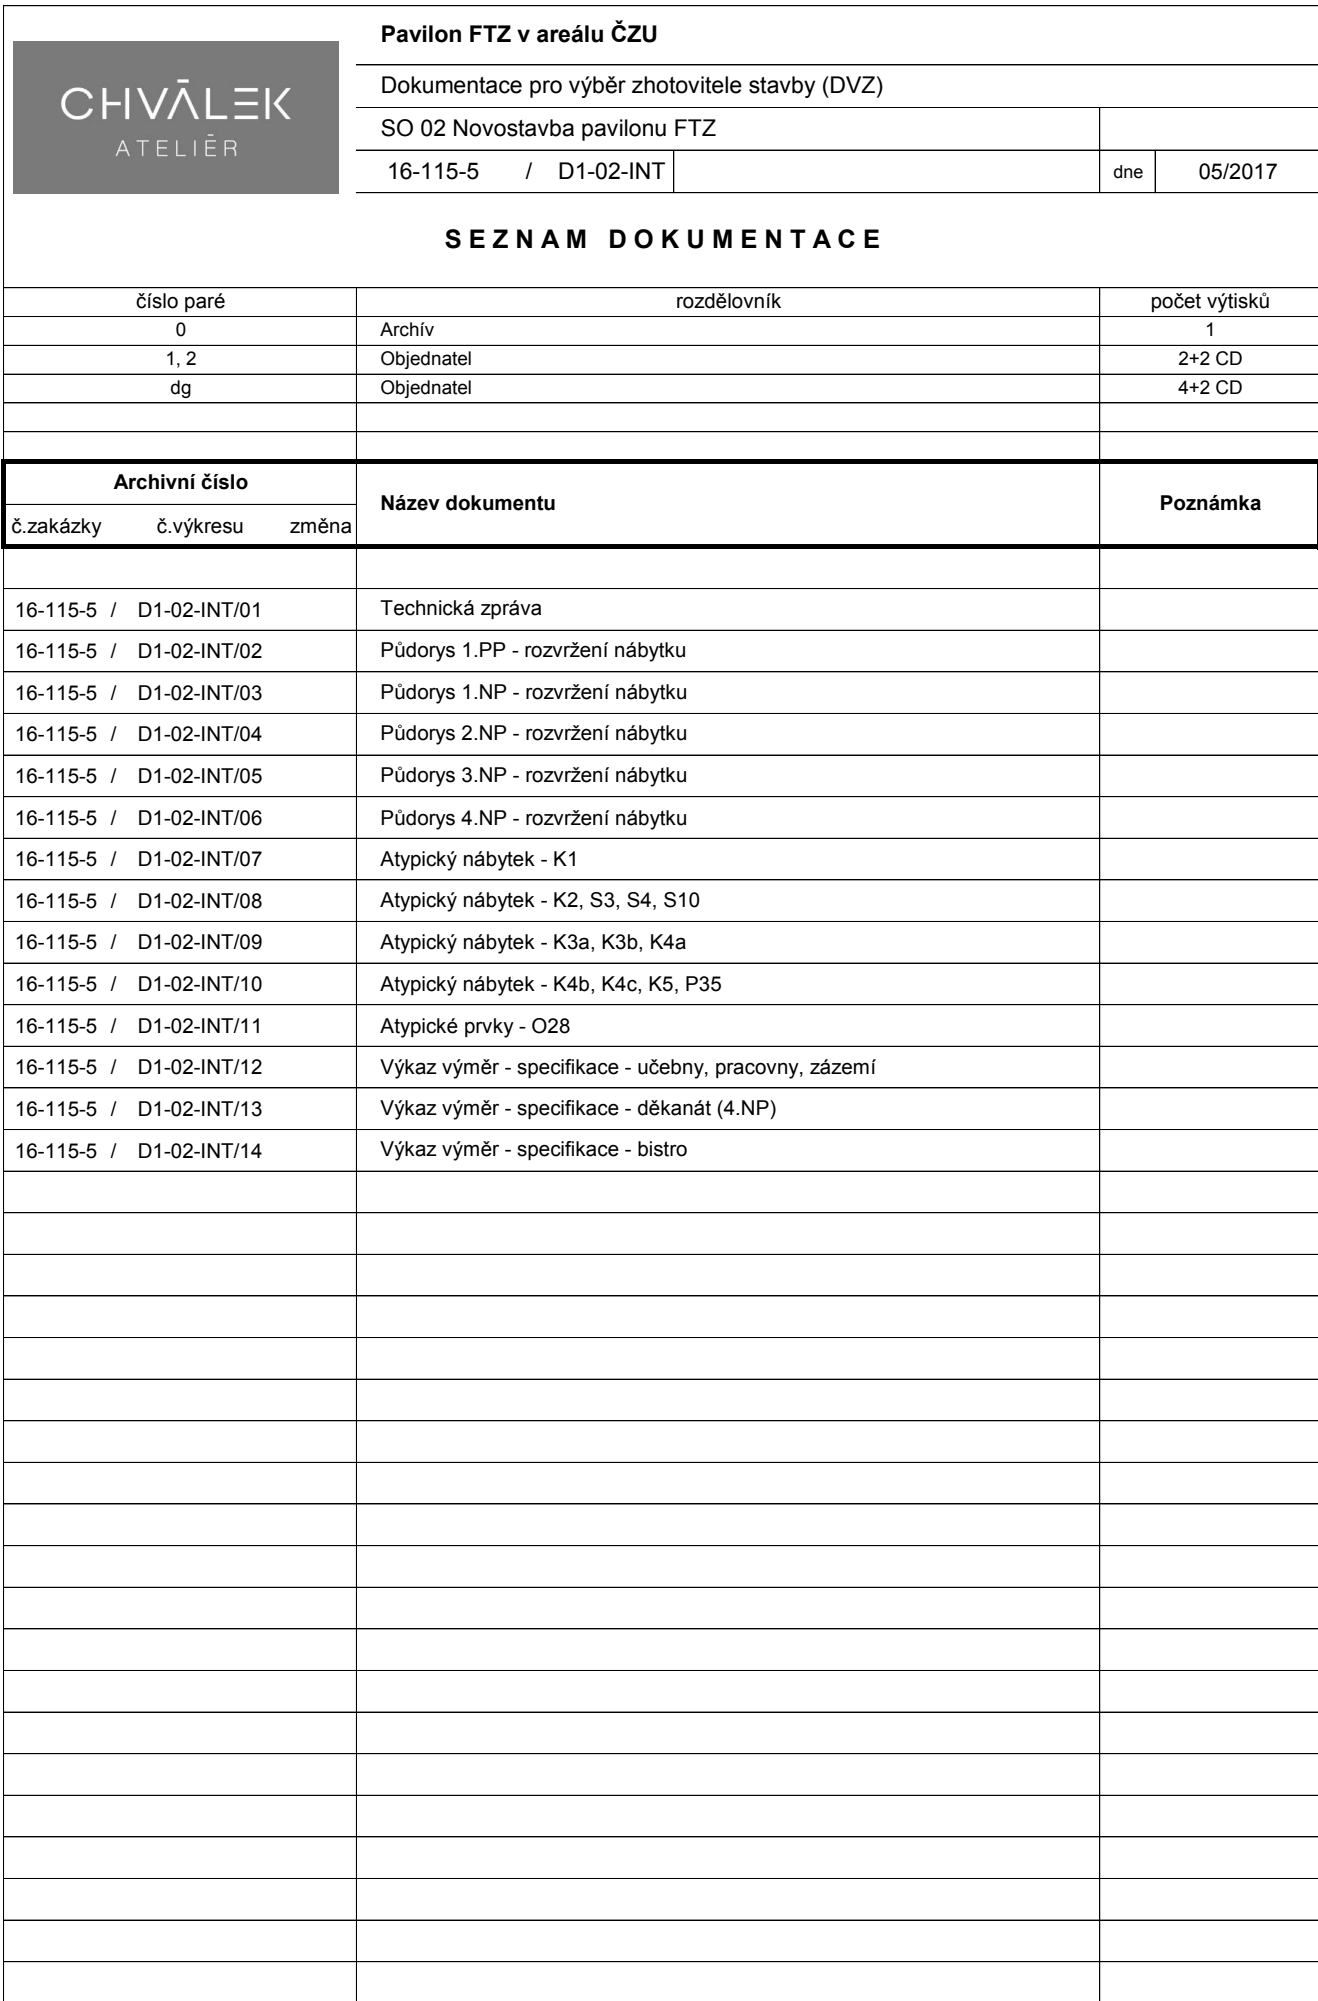 CHVĀLEK
ATELIĒR
Pavilon FTZ v areálu ČZU
Dokumentace pro výběr zhotovitele stavby (DVZ)
SO 02 Novostavba pavilonu FTZ
16-115-5 / D1-02-INT dne 05/2017
SEZNAM DOKUMENTACE
číslo paré rozdělovník počet výtisků
0 Archív 1
1, 2 Objednatel 2+2 CD
dg Objednatel 4+2 CD
Archivní číslo Název dokumentu Poznámka
č.zakázky č.výkresu změna
16-115-5 / D1-02-INT/01 Technická zpráva
16-115-5 / D1-02-INT/02 Půdorys 1.PP - rozvržení nábytku
16-115-5 / D1-02-INT/03 Půdorys 1.NP - rozvržení nábytku
16-115-5 / D1-02-INT/04 Půdorys 2.NP - rozvržení nábytku
16-115-5 / D1-02-INT/05 Půdorys 3.NP - rozvržení nábytku
16-115-5 / D1-02-INT/06 Půdorys 4.NP - rozvržení nábytku
16-115-5 / D1-02-INT/07 Atypický nábytek - K1
16-115-5 / D1-02-INT/08 Atypický nábytek - K2, S3, S4, S10
16-115-5 / D1-02-INT/09 Atypický nábytek - K3a, K3b, K4a
16-115-5 / D1-02-INT/10 Atypický nábytek - K4b, K4c, K5, P35
16-115-5 / D1-02-INT/11 Atypické prvky - O28
16-115-5 / D1-02-INT/12 Výkaz výměr - specifikace - učebny, pracovny, zázemí
16-115-5 / D1-02-INT/13 Výkaz výměr - specifikace - děkanát (4.NP)
16-115-5 / D1-02-INT/14 Výkaz výměr - specifikace - bistro